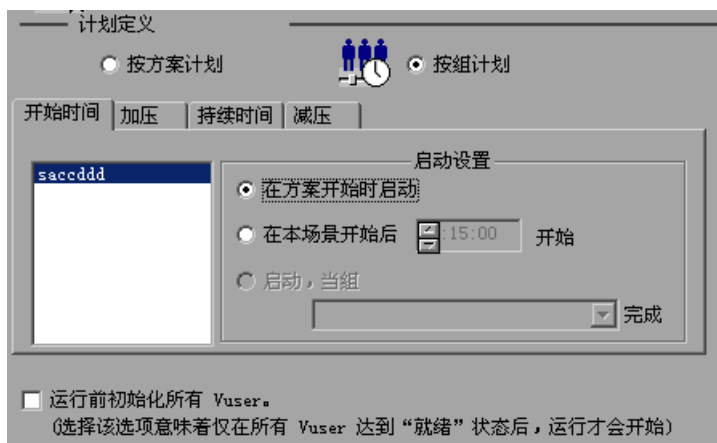 计划定义
按方案计划
按组计划
开始时间 加压 持续时间 减压
saccddd
启动设置
在方案开始时启动
在本场景开始后 :15:00 开始
启动，当组
完成
运行前初始化所有 Vuser。
(选择该选项意味着仅在所有 Vuser 达到“就绪”状态后，运行才会开始)